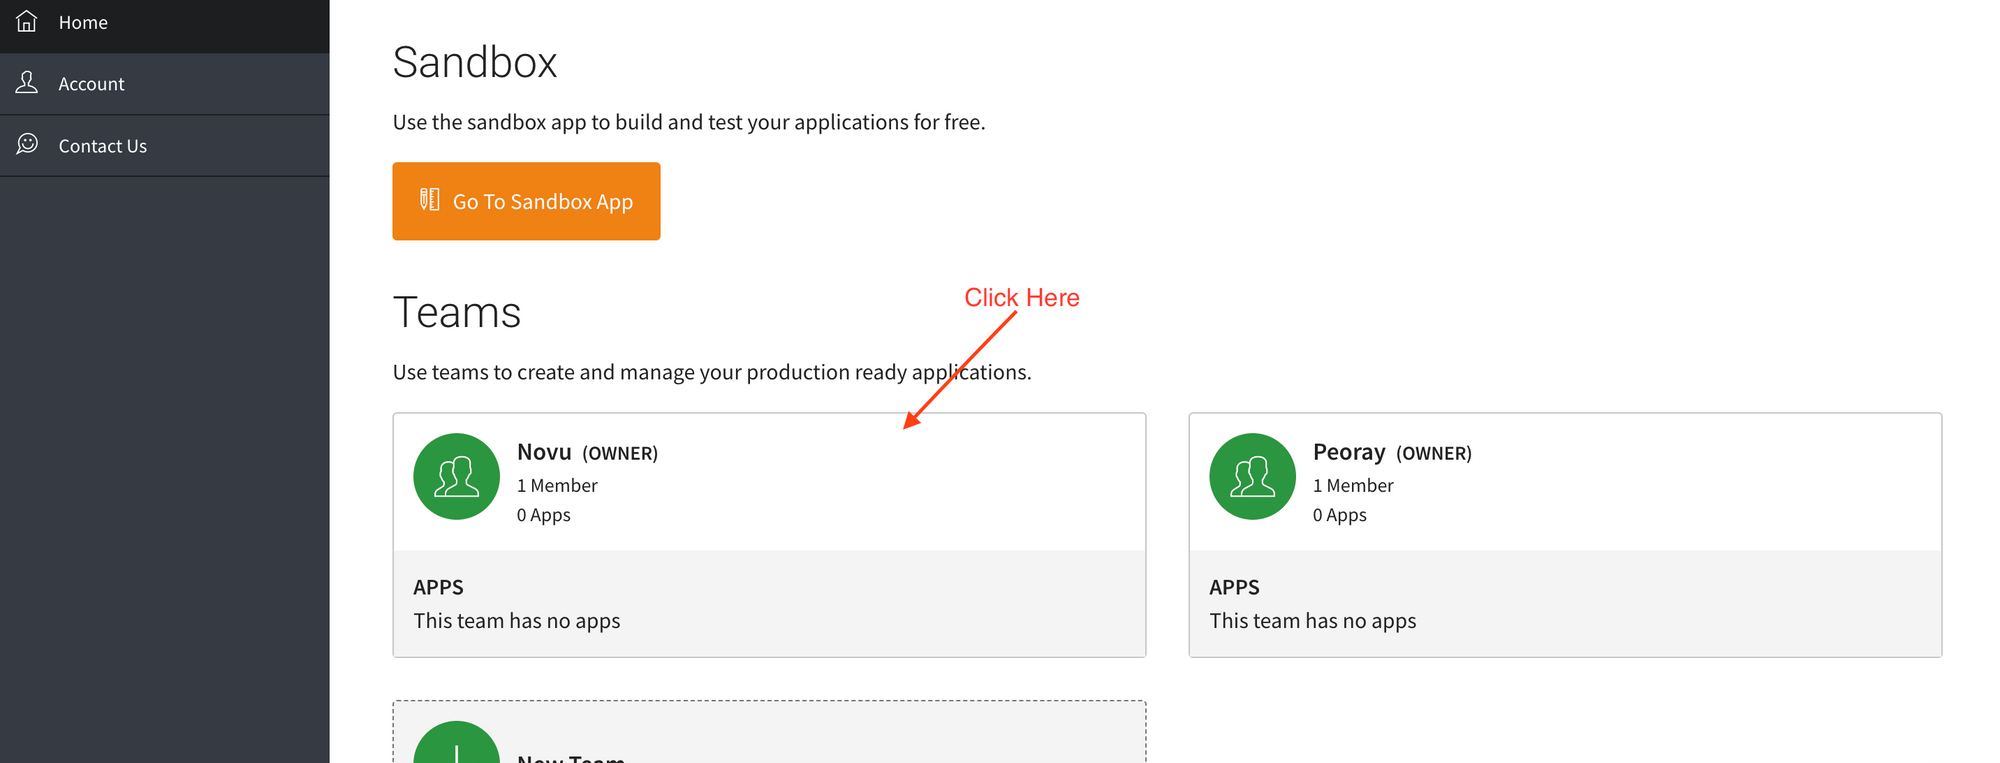 Home
Account
Contact Us
Sandbox
Use the sandbox app to build and test your applications for free.
Go To Sandbox App
Teams
Click Here
Use teams to create and manage your production ready applications.
Novu (OWNER)
1 Member
0 Apps
APPS
This team has no apps
Peoray (OWNER)
1 Member
0 Apps
APPS
This team has no apps
New Team